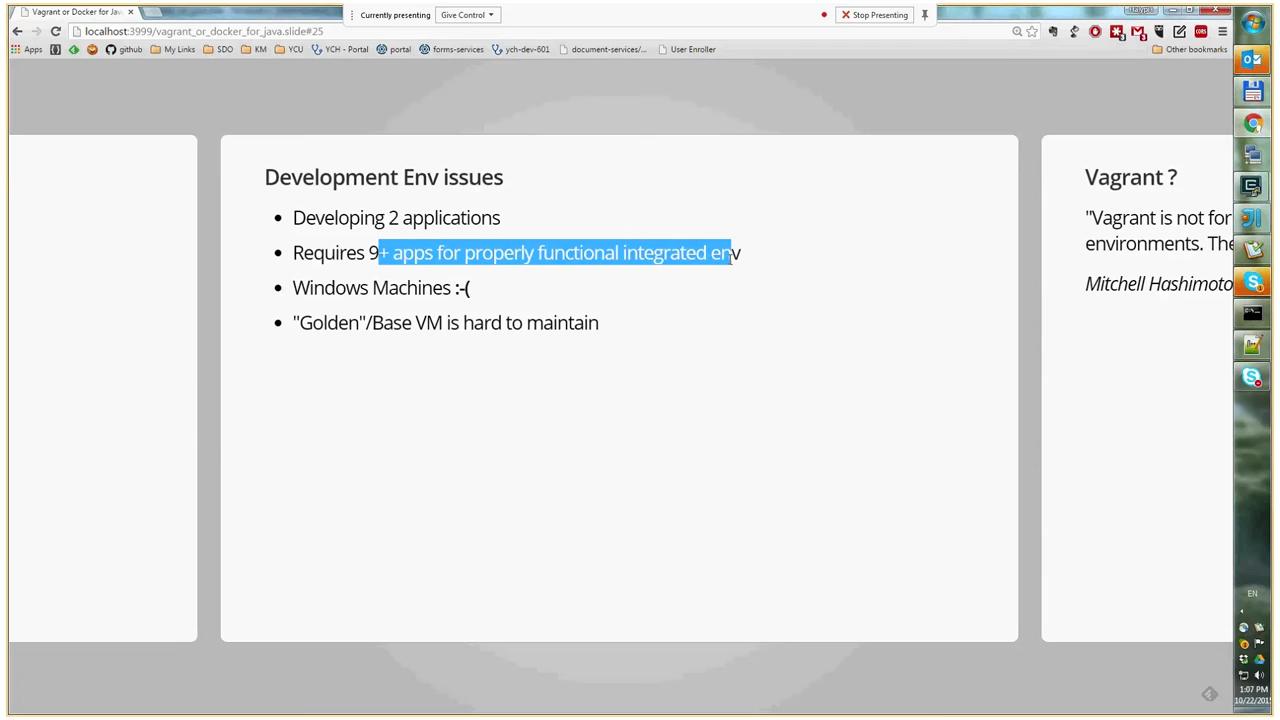 Vagrant or Docker for Jav
Currently presenting
Give Control
Stop Presenting
localhost:3999/vagrant_or_docker_for_java.slide#25
Apps
github
My Links
SDO
KM
YCU
YCH - Portal
portal
forms-services
ych-dev-601
document-services/...
User Enroller
Other bookmarks
Development Env issues
• Developing 2 applications
• Requires 9+ apps for properly functional integrated env
• Windows Machines :-(
• "Golden"/Base VM is hard to maintain
Vagrant ?
"Vagrant is not for
environments. The
Mitchell Hashimoto
EN
1:07 PM